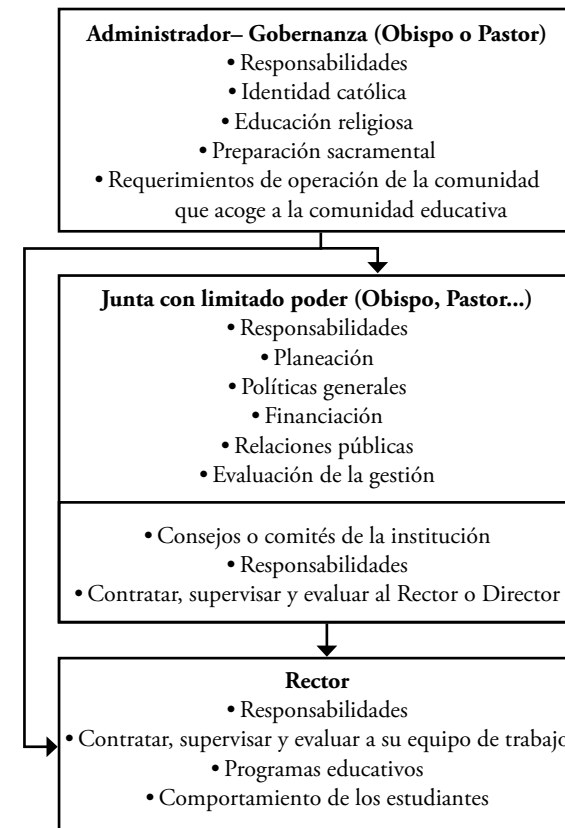 Administrador– Gobernanza (Obispo o Pastor)
• Responsabilidades
• Identidad católica
• Educación religiosa
• Preparación sacramental
• Requerimientos de operación de la comunidad
que acoge a la comunidad educativa
Junta con limitado poder (Obispo, Pastor...)
• Responsabilidades
• Planeación
• Políticas generales
• Financiación
• Relaciones públicas
• Evaluación de la gestión
• Consejos o comités de la institución
• Responsabilidades
• Contratar, supervisar y evaluar al Rector o Director
Rector
• Responsabilidades
• Contratar, supervisar y evaluar a su equipo de trabajo
• Programas educativos
• Comportamiento de los estudiantes